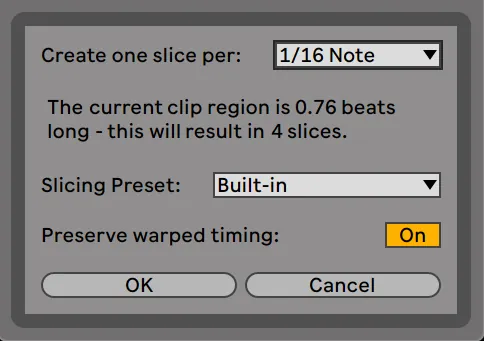 Create one slice per: 1/16 Note
The current clip region is 0.76 beats
long - this will result in 4 slices.
Slicing Preset: Built-in
Preserve warped timing: On
OK Cancel